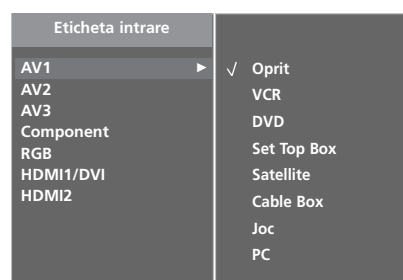 Eticheta intrare
AV1 ► √ Oprit
AV2
AV3
Component
RGB
HDMI1/DVI
HDMI2
VCR
DVD
Set Top Box
Satellite
Cable Box
Joc
PC